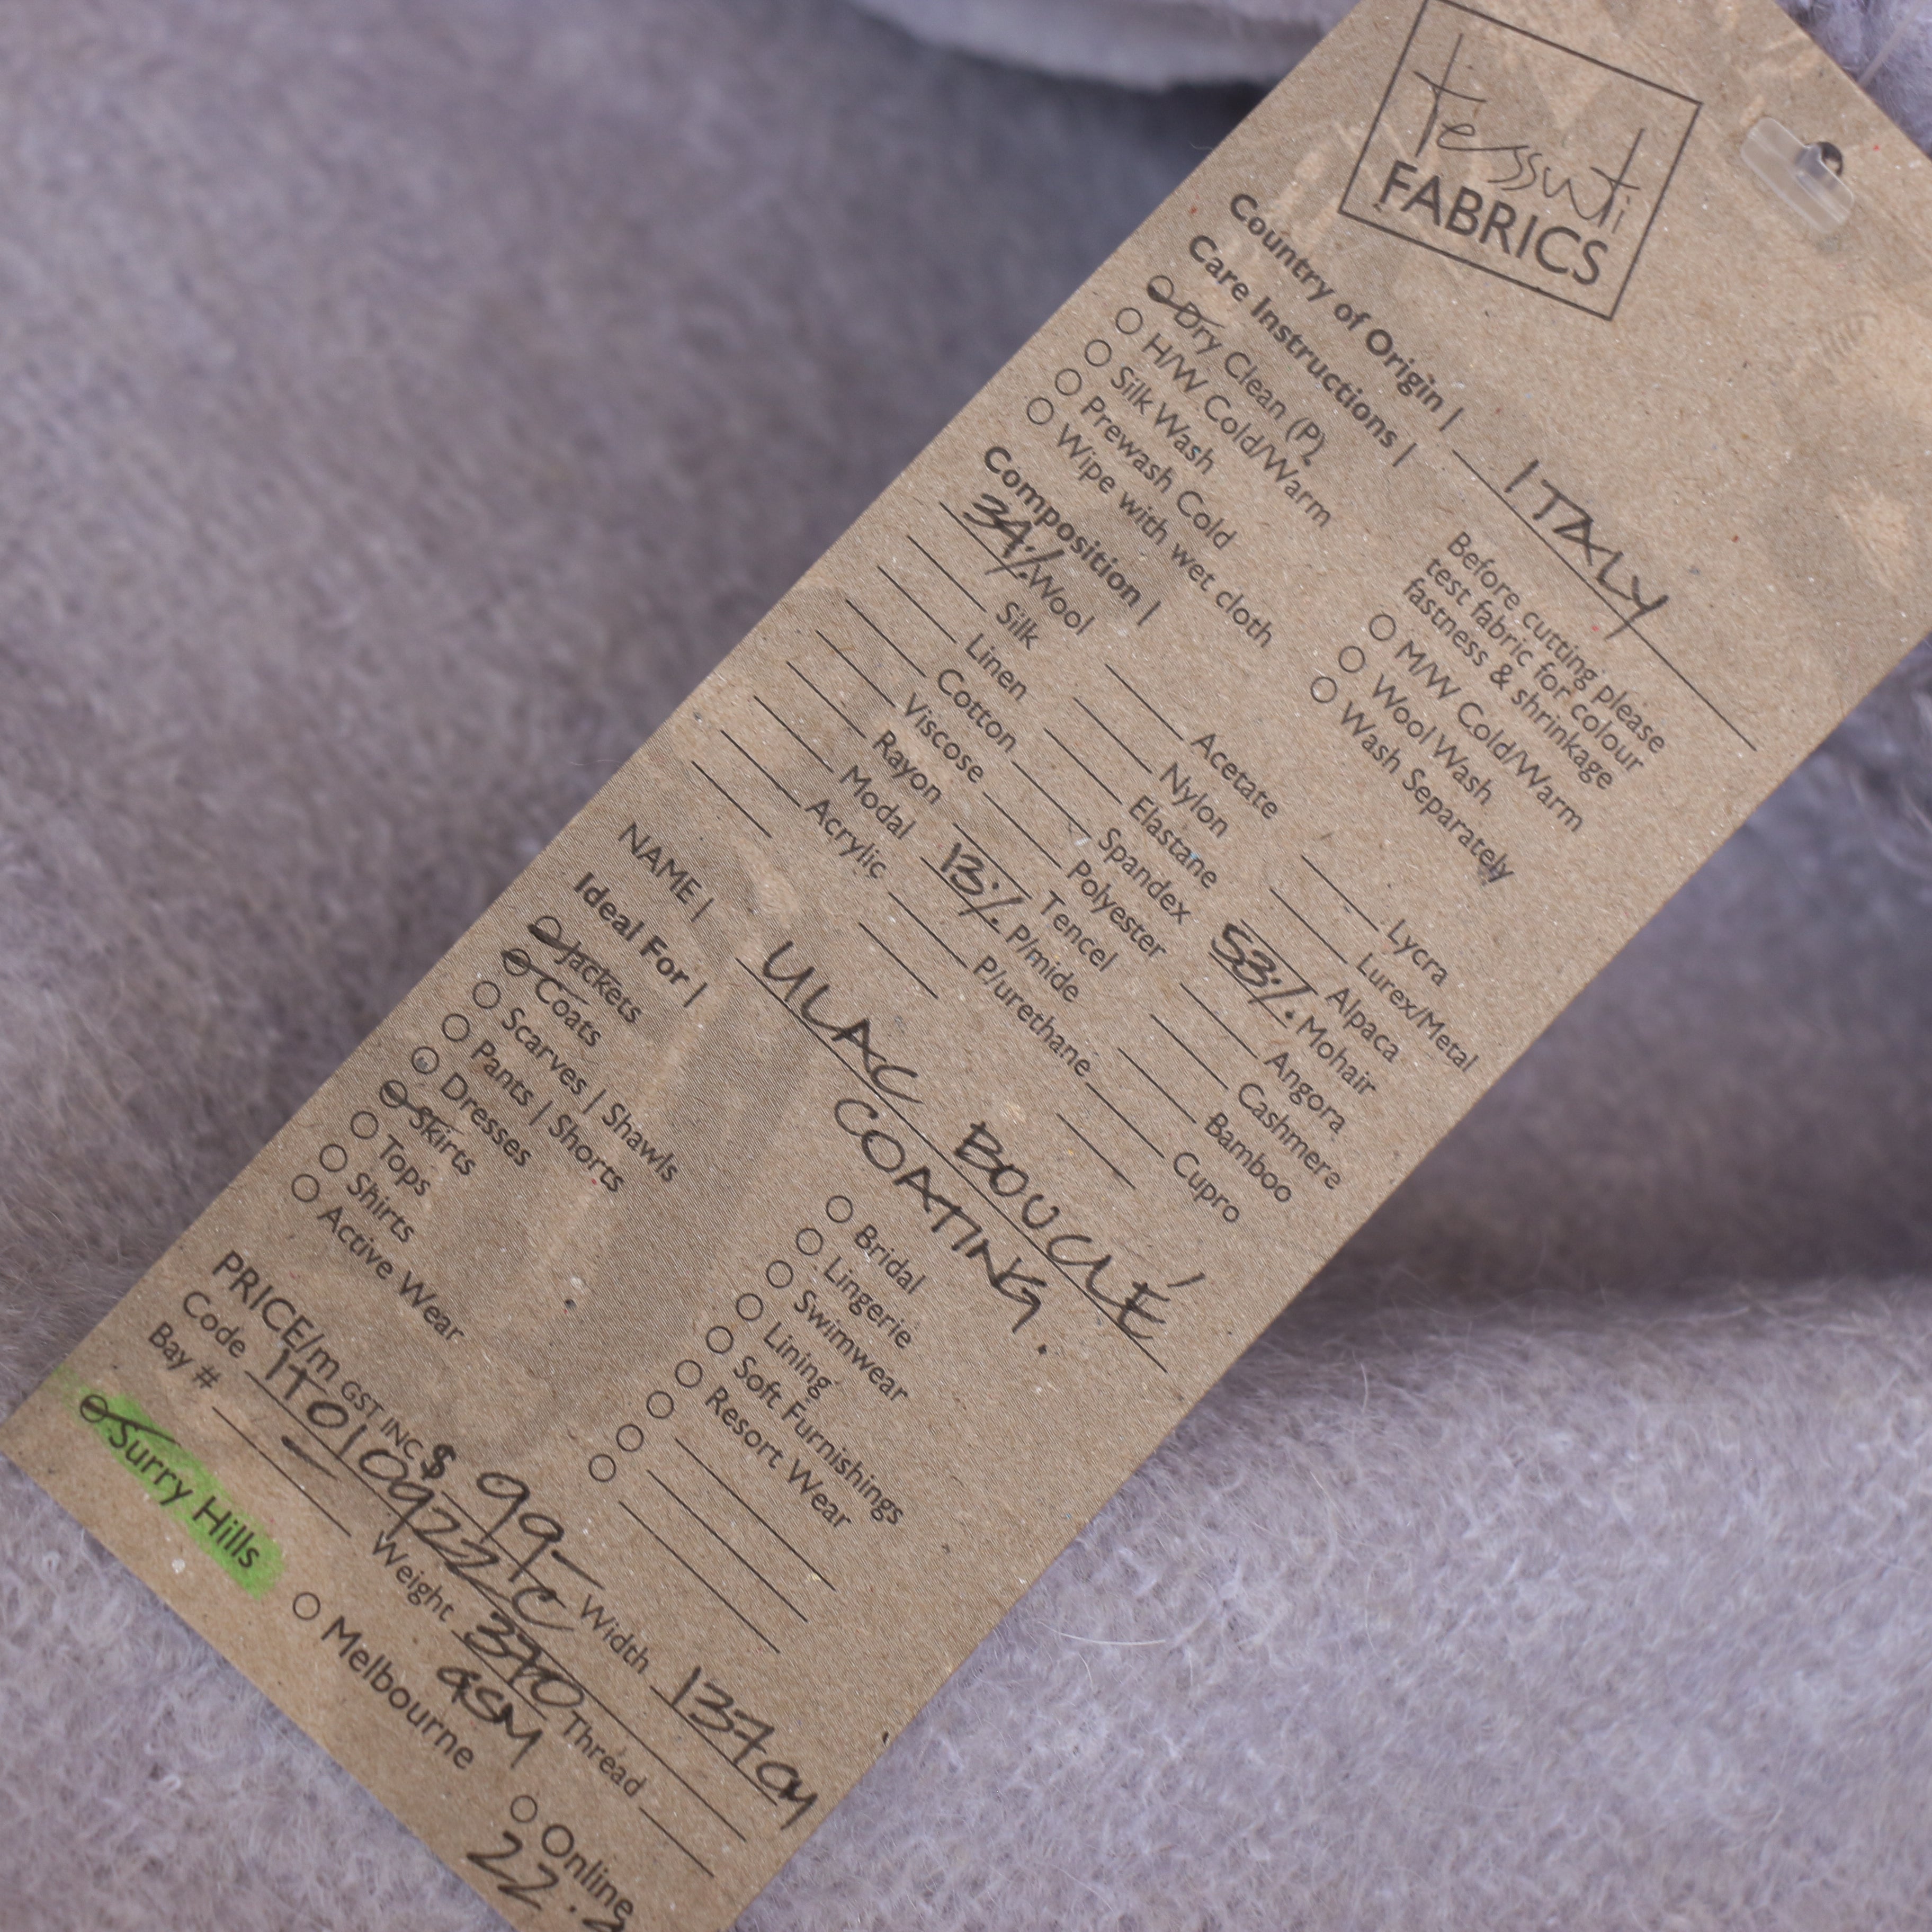 tessuti
FABRICS
Country of Origin | ITALY
Care Instructions |
Before cutting please
test fabric for colour
fastness & shrinkage
Dry Clean (P)
H/W Cold/Warm
Silk Wash
Prewash Cold
Wipe with wet cloth
M/W Cold/Warm
Wool Wash
Wash Separately
Composition |
34% Wool
Silk
Linen
Cotton
Viscose
Rayon
Modal
Acrylic
Acetate
Nylon
Elastane
Spandex
Polyester
Tencel
13% P/mide
P/urethane
Lycra
Lurex/Metal
Alpaca
53% Mohair
Angora
Cashmere
Bamboo
Cupro
NAME | LILAC BOUCLÉ
COATING.
Ideal For |
Jackets
Coats
Scarves | Shawls
Pants | Shorts
Dresses
Skirts
Tops
Shirts
Active Wear
Bridal
Lingerie
Swimwear
Lining
Soft Furnishings
Resort Wear
PRICE/m GST INC $ 99- Width 137CM
Code IT010922C
Bay # Weight 370 GSM Thread
Surry Hills Melbourne Online